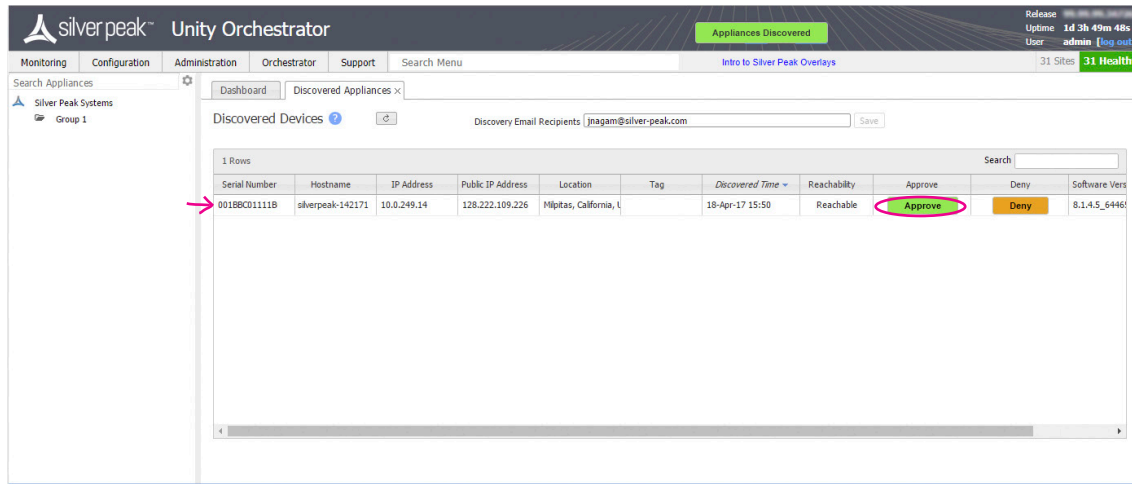 silver peak™ Unity Orchestrator
Appliances Discovered
Release
Uptime 1d 3h 49m 48s
User admin [log out
Monitoring Configuration Administration Orchestrator Support Search Menu Intro to Silver Peak Overlays 31 Sites 31 Health
Search Appliances
Silver Peak Systems
Group 1
Dashboard Discovered Appliances ×
Discovered Devices ? Discovery Email Recipients jnagam@silver-peak.com Save
1 Rows Search
Serial Number Hostname IP Address Public IP Address Location Tag Discovered Time Reachability Approve Deny Software Vers
001BBC01111B silverpeak-142171 10.0.249.14 128.222.109.226 Milpitas, California, U 18-Apr-17 15:50 Reachable Approve Deny 8.1.4.5_6446